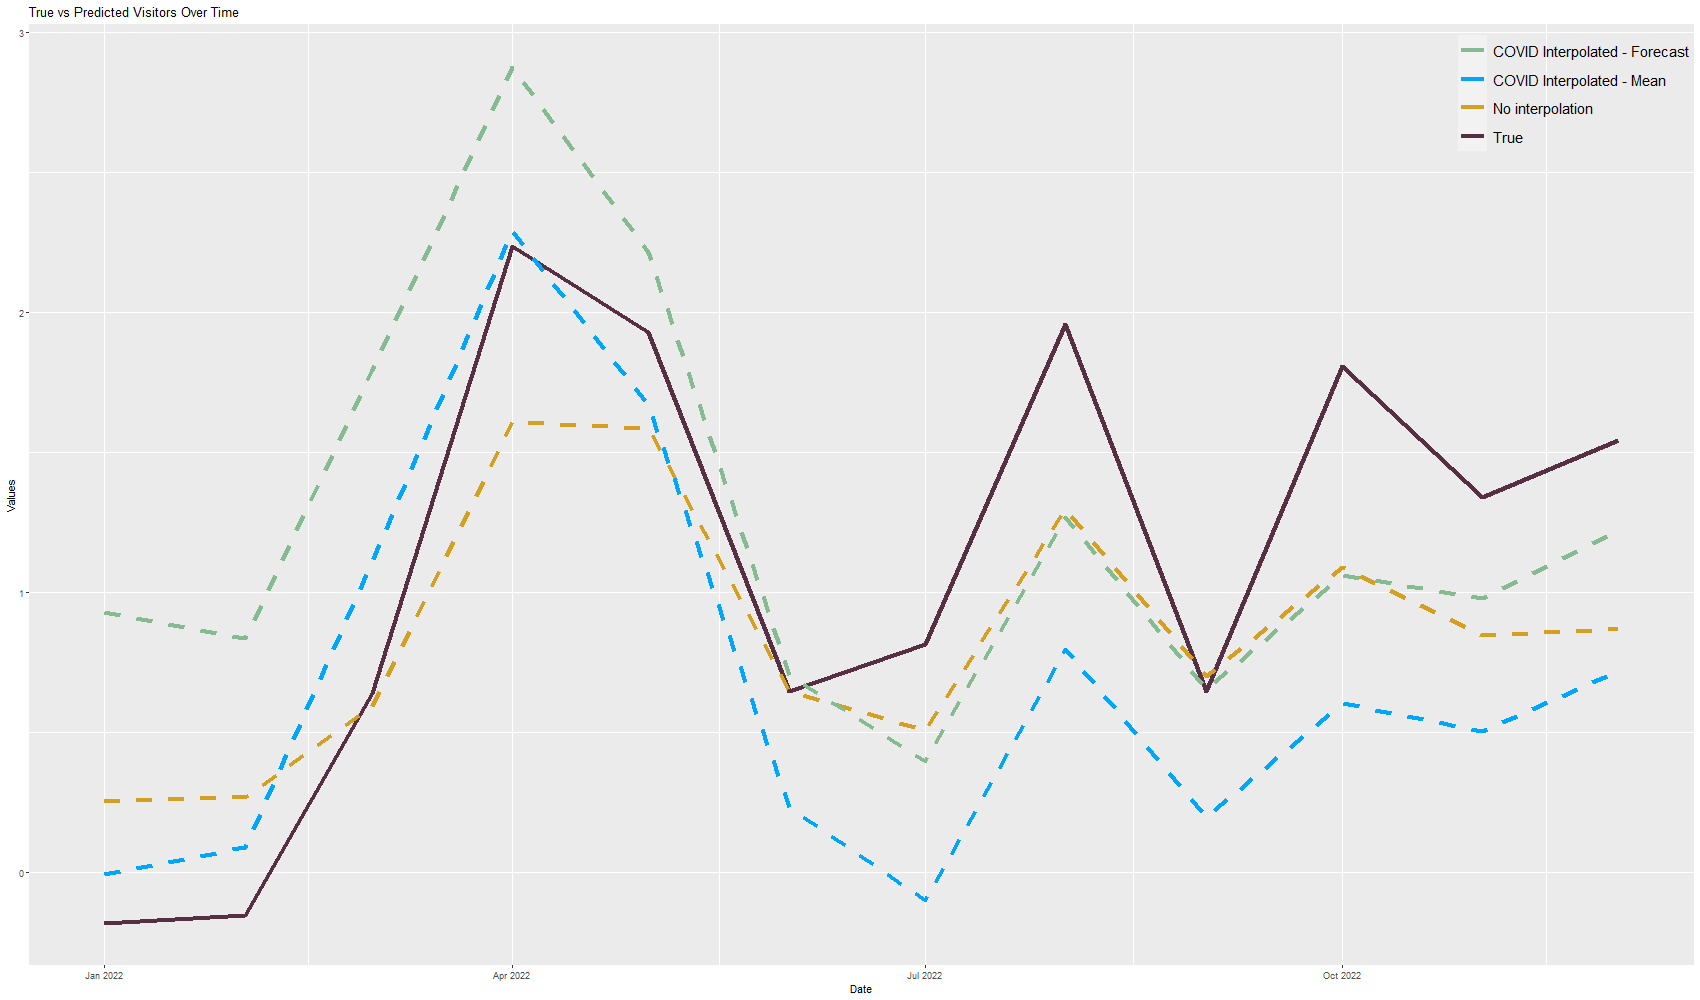 True vs Predicted Visitors Over Time
3
COVID Interpolated - Forecast
COVID Interpolated - Mean
No interpolation
True
2
Values
1
0
Jan 2022
Apr 2022
Jul 2022
Oct 2022
Date